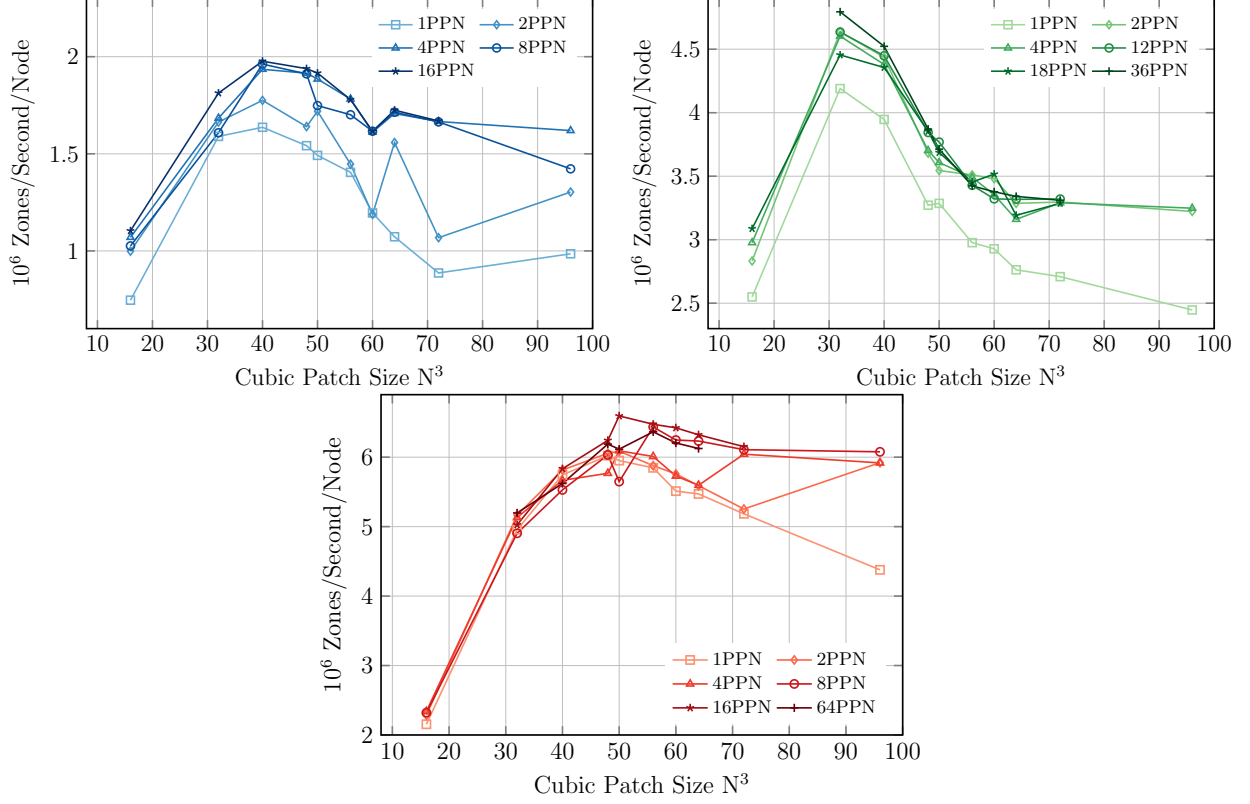 1PPN 2PPN
4PPN 8PPN
16PPN
2
1.5
1
10 20 30 40 50 60 70 80 90 100
Cubic Patch Size N³
10⁶ Zones/Second/Node
1PPN 2PPN
4PPN 12PPN
18PPN 36PPN
4.5
4
3.5
3
2.5
10 20 30 40 50 60 70 80 90 100
Cubic Patch Size N³
10⁶ Zones/Second/Node
6
5
4
3
2
1PPN 2PPN
4PPN 8PPN
16PPN 64PPN
10 20 30 40 50 60 70 80 90 100
Cubic Patch Size N³
10⁶ Zones/Second/Node